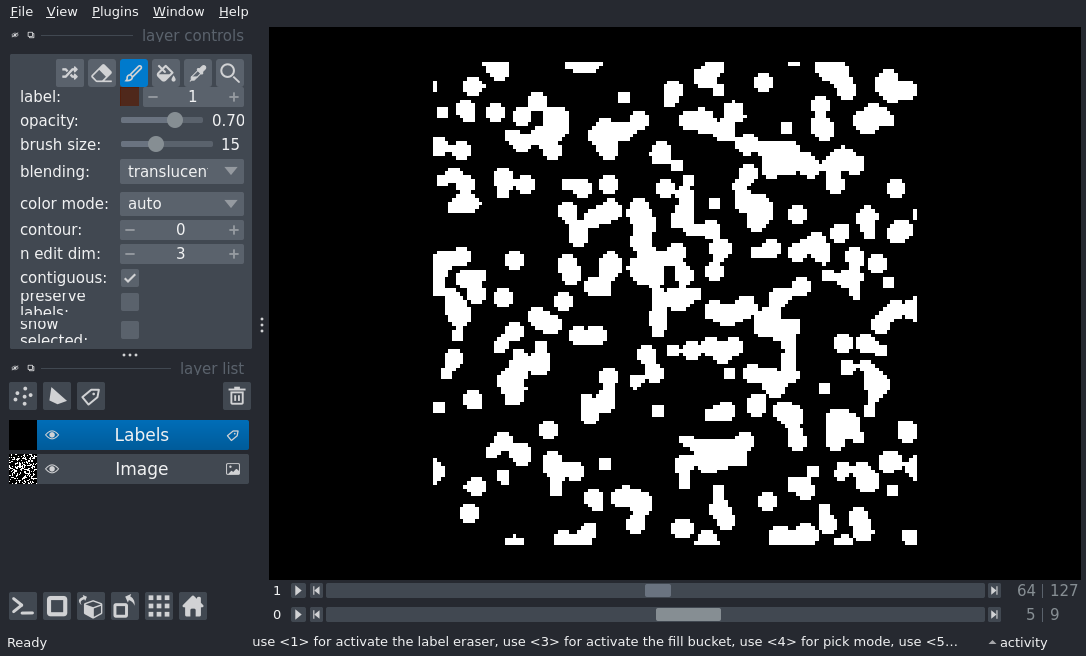 File View Plugins Window Help
layer controls
label: 1
opacity: 0.70
brush size: 15
blending: translucen
color mode: auto
contour: 0
n edit dim: 3
contiguous:
preserve
labels:
show
selected:
layer list
Labels
Image
1 64 | 127
0 5 | 9
Ready use <1> for activate the label eraser, use <3> for activate the fill bucket, use <4> for pick mode, use <5... activity